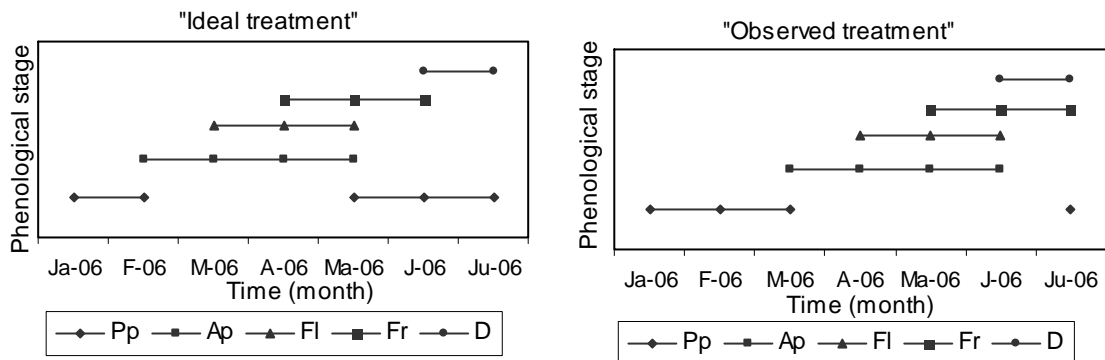 "Ideal treatment"
Phenological stage
Ja-06 F-06 M-06 A-06 Ma-06 J-06 Ju-06
Time (month)
Pp Ap Fl Fr D
"Observed treatment"
Phenological stage
Ja-06 F-06 M-06 A-06 Ma-06 J-06 Ju-06
Time (month)
Pp Ap Fl Fr D